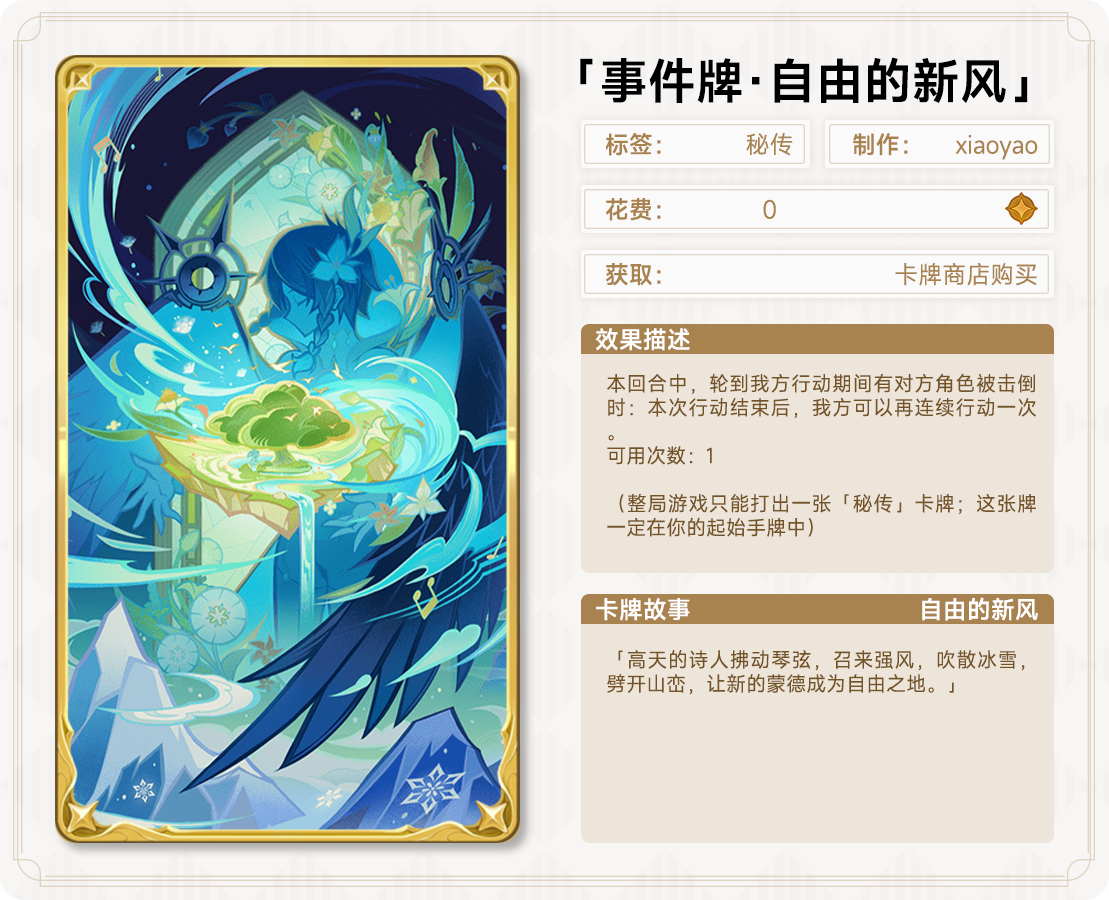 「事件牌·自由的新风」
标签： 秘传 制作： xiaoyao
花费： 0
获取： 卡牌商店购买
效果描述
本回合中，轮到我方行动期间有对方角色被击倒
时：本次行动结束后，我方可以再连续行动一次
。
可用次数：1
（整局游戏只能打出一张「秘传」卡牌；这张牌
一定在你的起始手牌中）
卡牌故事 自由的新风
「高天的诗人拂动琴弦，召来强风，吹散冰雪，
劈开山峦，让新的蒙德成为自由之地。」